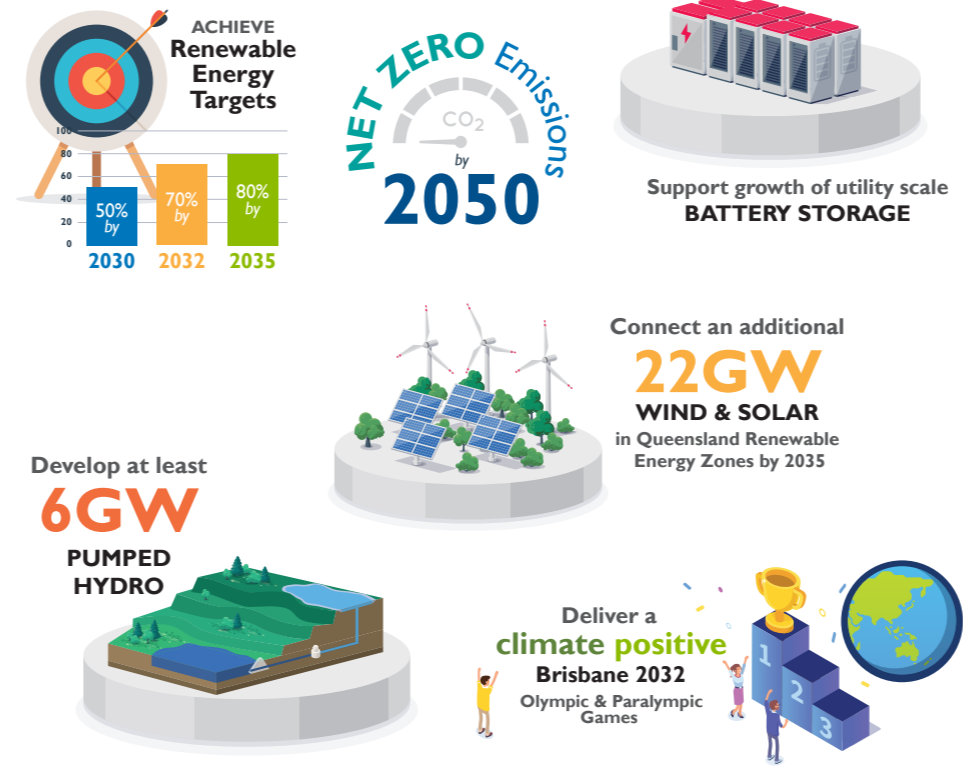 ACHIEVE
Renewable
Energy
Targets
100
80
60
40
20
0
50%
by
2030
70%
by
2032
80%
by
2035
NET ZERO Emissions
CO₂
by
2050
Support growth of utility scale
BATTERY STORAGE
Connect an additional
22GW
WIND & SOLAR
in Queensland Renewable
Energy Zones by 2035
Develop at least
6GW
PUMPED
HYDRO
Deliver a
climate positive
Brisbane 2032
Olympic & Paralympic
Games
1
2
3